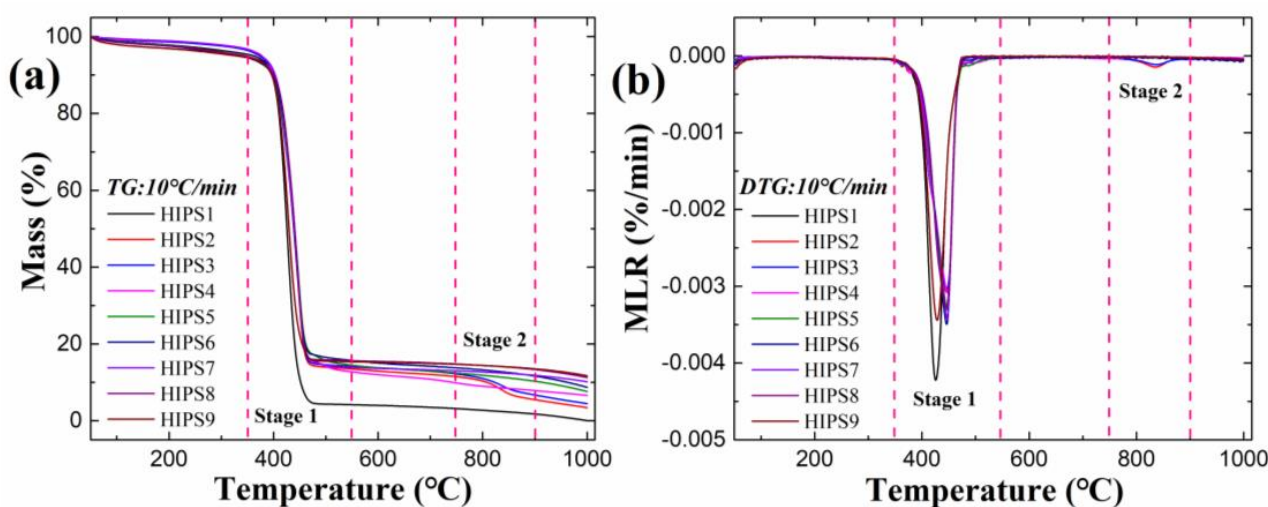 (a)
100
80
60
40
20
0
Mass (%)
TG:10°C/min
HIPS1
HIPS2
HIPS3
HIPS4
HIPS5
HIPS6
HIPS7
HIPS8
HIPS9
Stage 1
Stage 2
200 400 600 800 1000
Temperature (°C)
(b)
0.000
-0.001
-0.002
-0.003
-0.004
-0.005
MLR (%/min)
Stage 2
DTG:10°C/min
HIPS1
HIPS2
HIPS3
HIPS4
HIPS5
HIPS6
HIPS7
HIPS8
HIPS9
Stage 1
200 400 600 800 1000
Temperature (°C)